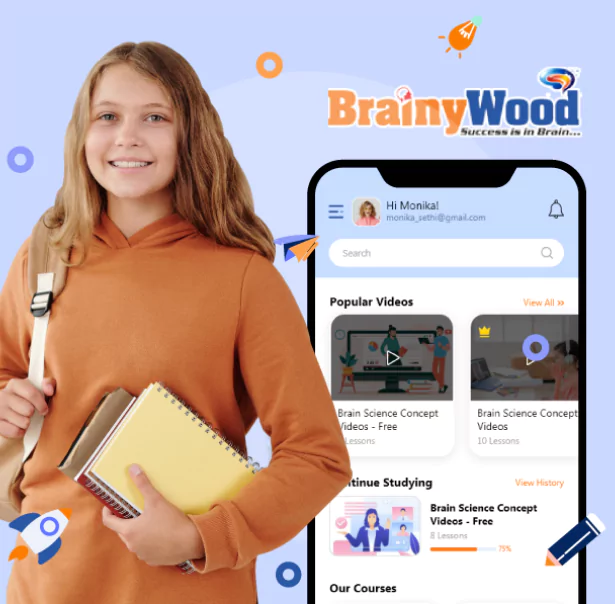 BrainyWood
Success is in Brain...
Hi Monika!
monika_sethi@gmail.com
Search
Popular Videos View All »
Brain Science Concept
Videos - Free
Lessons
Brain Science Concept
Videos
10 Lessons
Studying View History
Brain Science Concept
Videos - Free
8 Lessons
75%
Our Courses